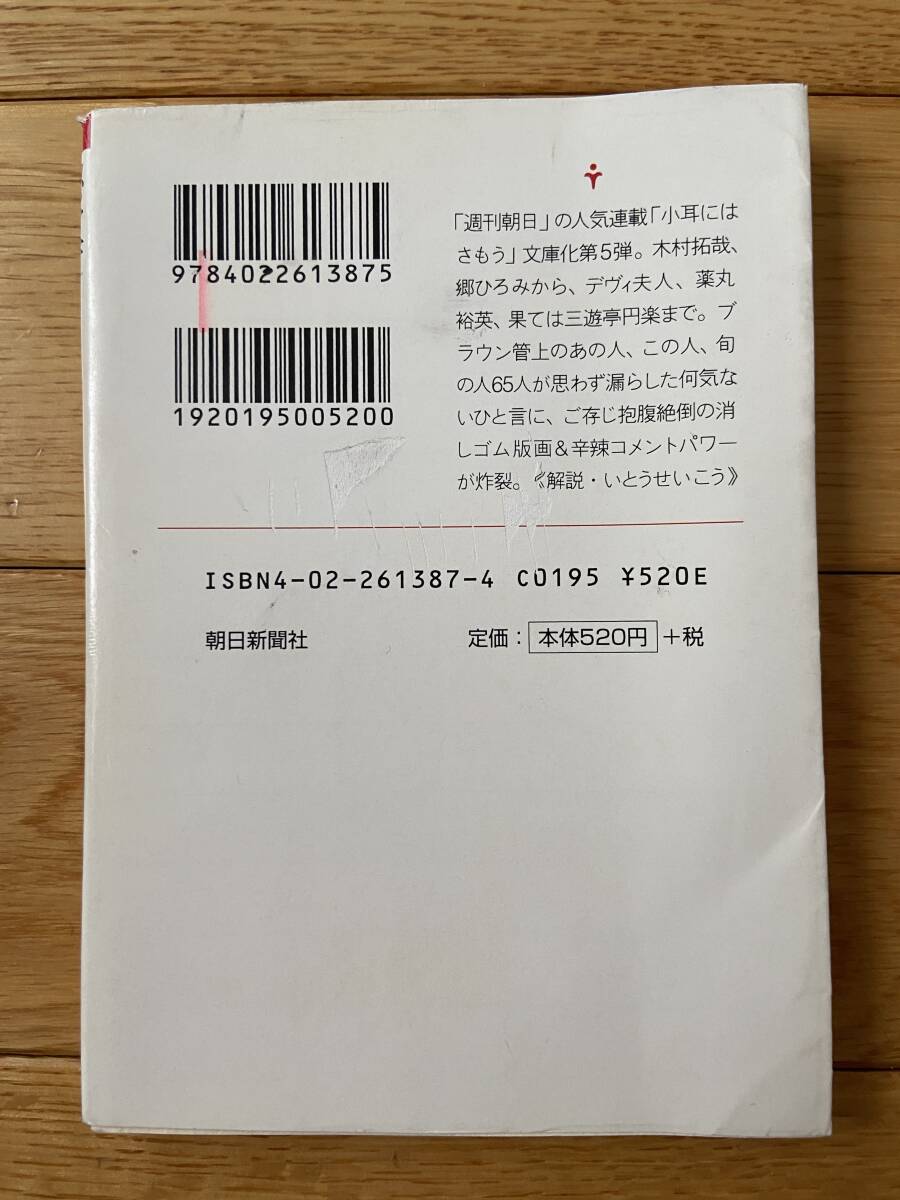 9784022613875
1920195005200
「週刊朝日」の人気連載「小耳には
さもう」文庫化第5弾。木村拓哉、
郷ひろみから、デヴィ夫人、薬丸
裕英、果ては三遊亭円楽まで。ブ
ラウン管上のあの人、この人、旬
の人65人が思わず漏らした何気な
いひと言に、ご存じ抱腹絶倒の消
しゴム版画&辛辣コメントパワー
が炸裂。《解説・いとうせいこう》
ISBN4-02-261387-4 C0195 ¥520E
朝日新聞社 定価：本体520円+税